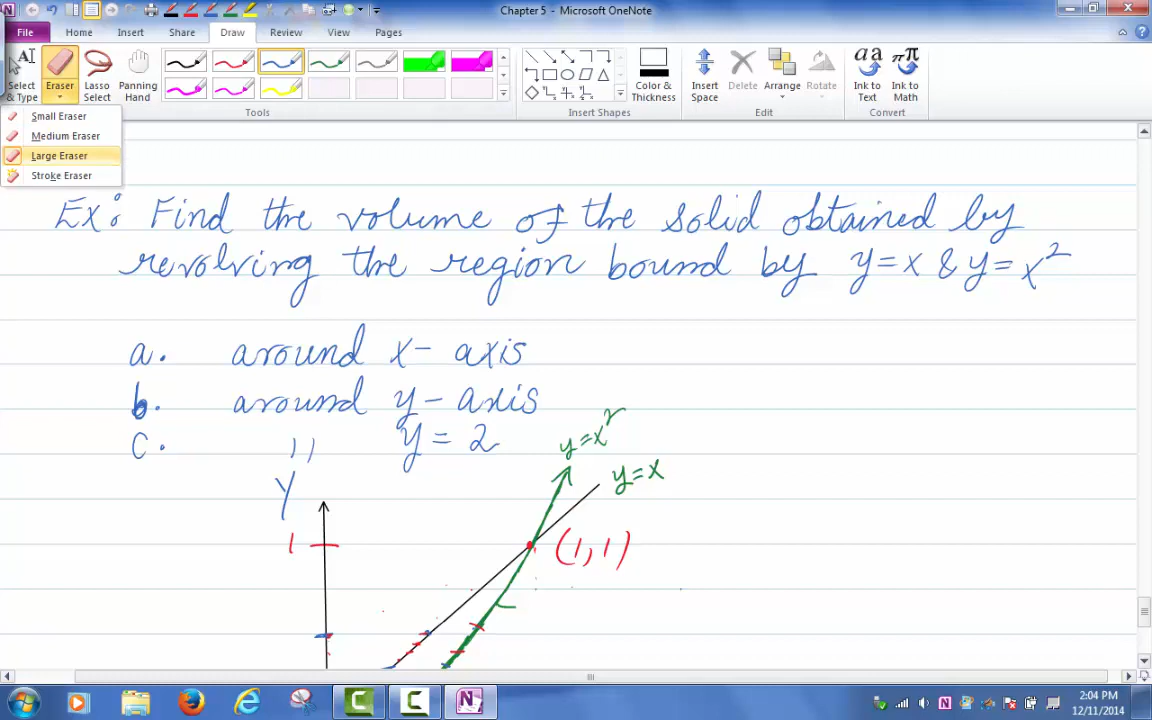 Chapter 5 - Microsoft OneNote
File Home Insert Share Draw Review View Pages
Select & Type
Eraser
Lasso Select
Panning Hand
Color & Thickness
Insert Space
Delete
Arrange
Rotate
Ink to Text
Ink to Math
Tools Insert Shapes Edit Convert
Small Eraser
Medium Eraser
Large Eraser
Stroke Eraser
Ex: Find the volume of the solid obtained by
revolving the region bound by y=x & y=x²
a. around x-axis
b. around y-axis
c. " y=2
y=x²
y=x
Y
1
(1,1)
2:04 PM
12/11/2014